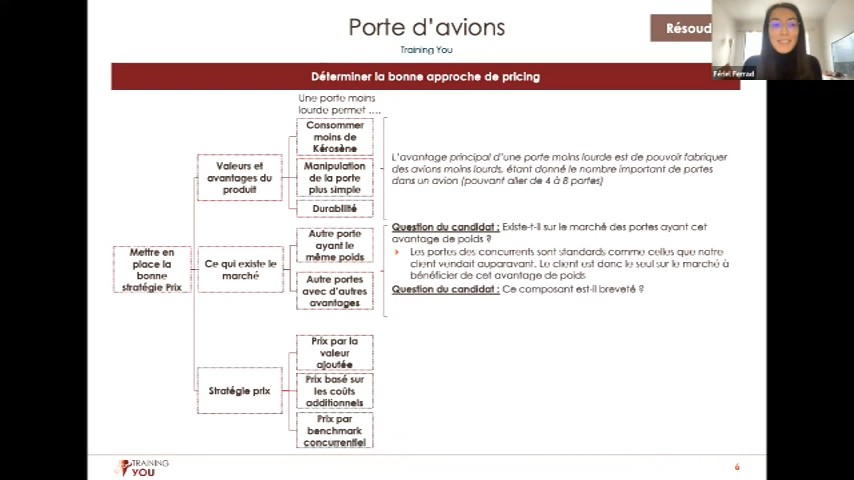 Porte d'avions
Training You
Résoud
Fériel Ferrad
Déterminer la bonne approche de pricing
Une porte moins
lourde permet ….
Consommer
moins de
Kérosène
Valeurs et
avantages du
produit
Manipulation
de la porte
plus simple
Durabilité
L'avantage principal d'une porte moins lourde est de pouvoir fabriquer
des avions moins lourds, étant donné le nombre important de portes
dans un avion (pouvant aller de 4 à 8 portes)
Mettre en
place la
bonne
stratégie Prix
Ce qui existe le
marché
Autre porte
ayant le
même poids
Autre portes
avec d'autres
avantages
Question du candidat : Existe-t-il sur le marché des portes ayant cet
avantage de poids ?
Les portes des concurrents sont standards comme celles que notre
client vendait auparavant. Le client est donc le seul sur le marché à
bénéficier de cet avantage de poids
Question du candidat : Ce composant est-il breveté ?
Stratégie prix
Prix par la
valeur
ajoutée
Prix basé sur
les coûts
additionnels
Prix par
benchmark
concurrentiel
TRAINING
YOU
6